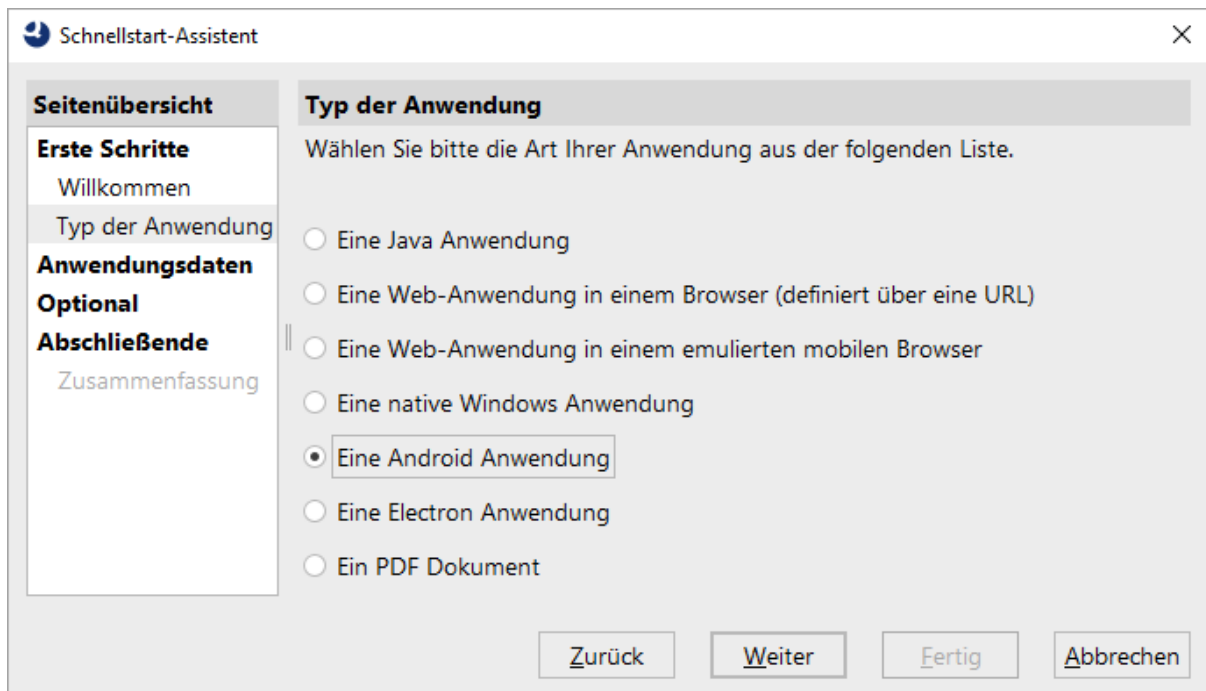 Schnellstart-Assistent
Seitenübersicht
Erste Schritte
Willkommen
Typ der Anwendung
Anwendungsdaten
Optional
Abschließende
Zusammenfassung
Typ der Anwendung
Wählen Sie bitte die Art Ihrer Anwendung aus der folgenden Liste.
Eine Java Anwendung
Eine Web-Anwendung in einem Browser (definiert über eine URL)
Eine Web-Anwendung in einem emulierten mobilen Browser
Eine native Windows Anwendung
Eine Android Anwendung
Eine Electron Anwendung
Ein PDF Dokument
Zurück Weiter Fertig Abbrechen